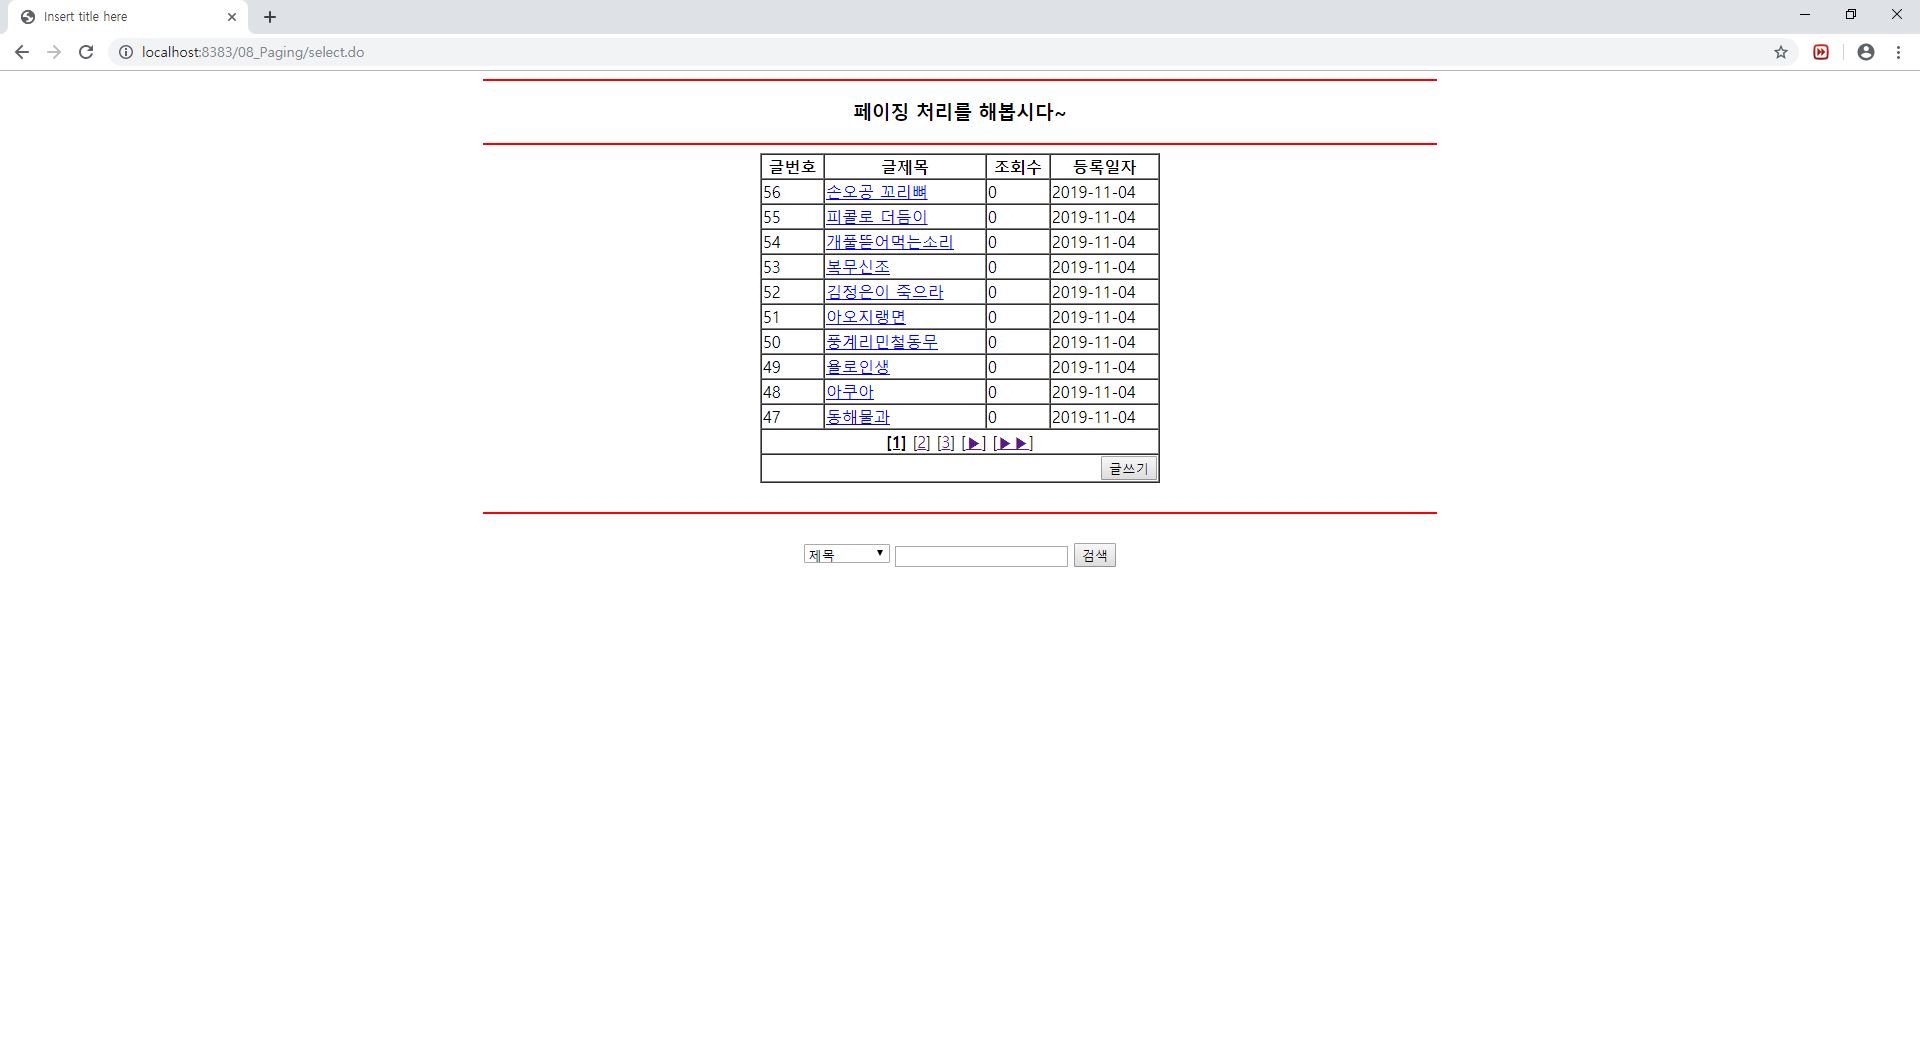 Insert title here
localhost:8383/08_Paging/select.do
페이징 처리를 해봅시다~
글번호 글제목 조회수 등록일자
56 손오공 꼬리뼈 0 2019-11-04
55 피콜로 더듬이 0 2019-11-04
54 개풀뜯어먹는소리 0 2019-11-04
53 복무신조 0 2019-11-04
52 김정은이 죽으라 0 2019-11-04
51 아오지랭면 0 2019-11-04
50 풍계리민철동무 0 2019-11-04
49 욜로인생 0 2019-11-04
48 아쿠아 0 2019-11-04
47 동해물과 0 2019-11-04
[1] [2] [3] [▶] [▶▶]
글쓰기
제목 ▼ 검색